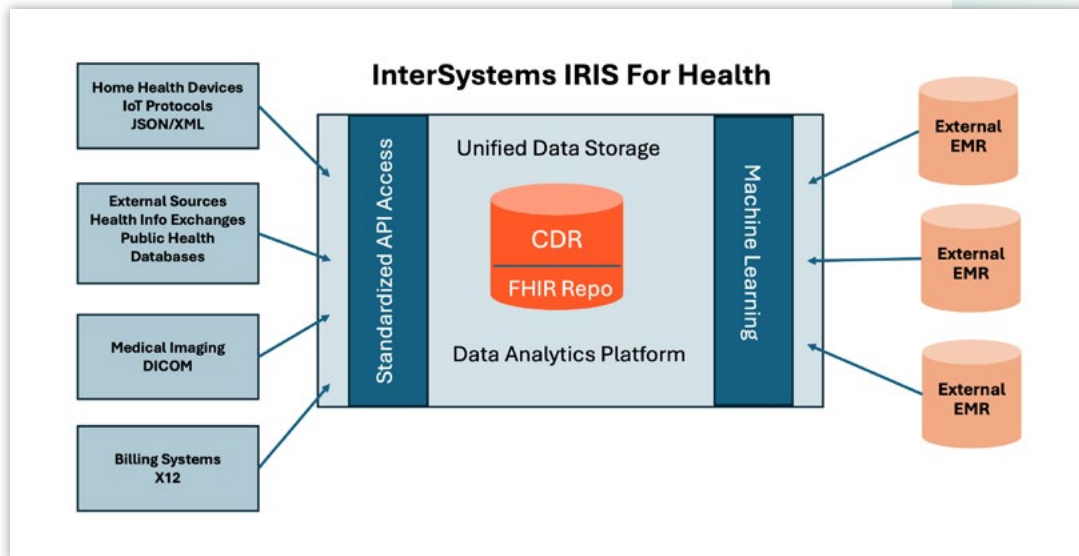 InterSystems IRIS For Health
Home Health Devices
IoT Protocols
JSON/XML
External Sources
Health Info Exchanges
Public Health
Databases
Medical Imaging
DICOM
Billing Systems
X12
Standardized API Access
Unified Data Storage
CDR
FHIR Repo
Data Analytics Platform
Machine Learning
External
EMR
External
EMR
External
EMR